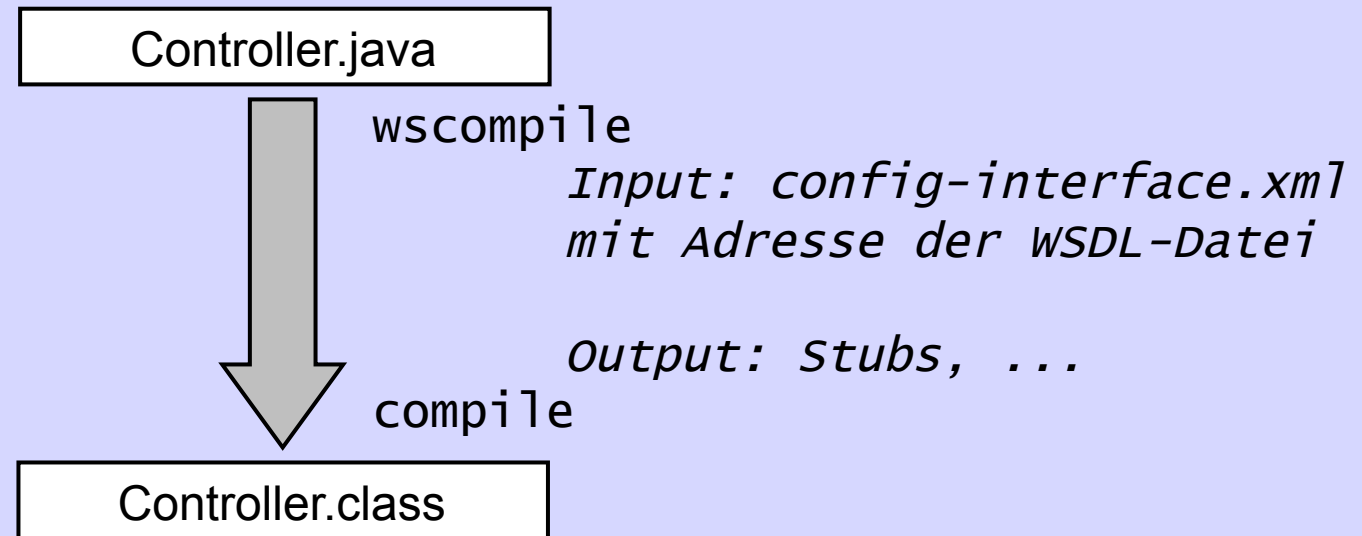 Controller.java
wscompile
Input: config-interface.xml
mit Adresse der WSDL-Datei
Output: Stubs, ...
compile
Controller.class